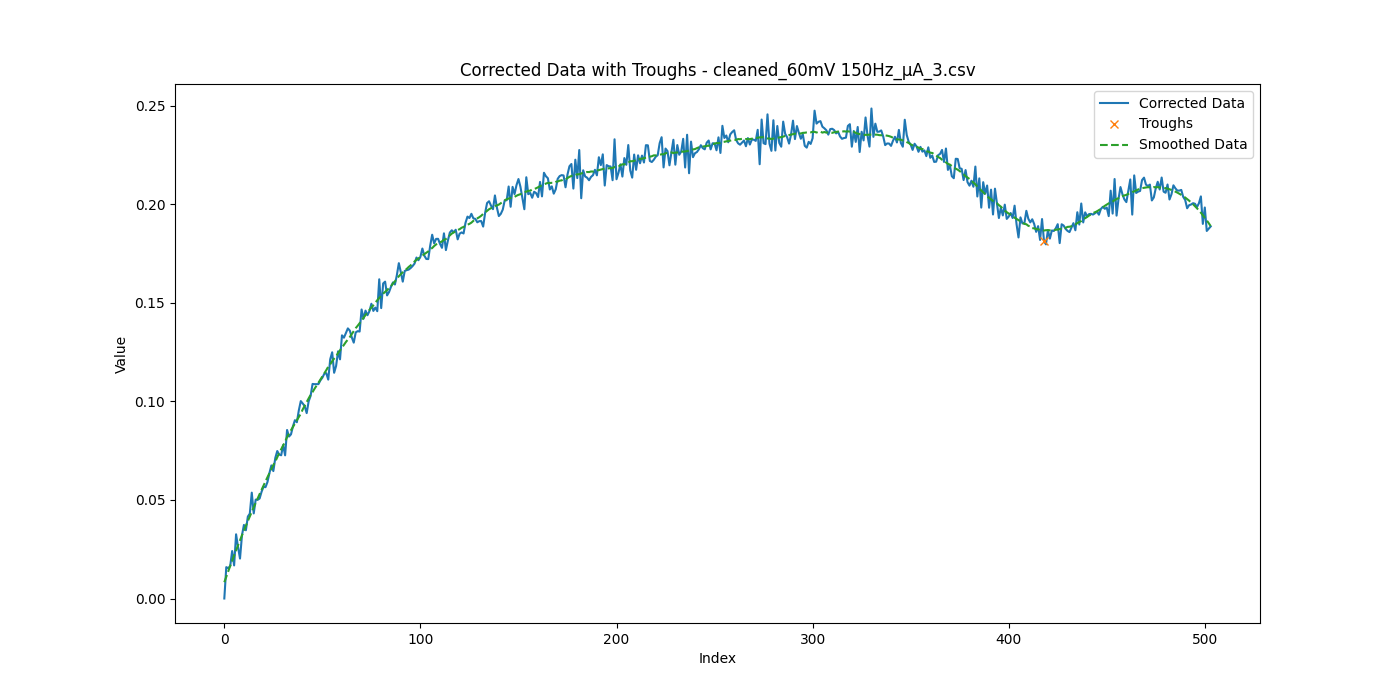 Corrected Data with Troughs - cleaned_60mV 150Hz_μA_3.csv
Corrected Data
Troughs
Smoothed Data
Value
0.25
0.20
0.15
0.10
0.05
0.00
0
100
200
300
400
500
Index